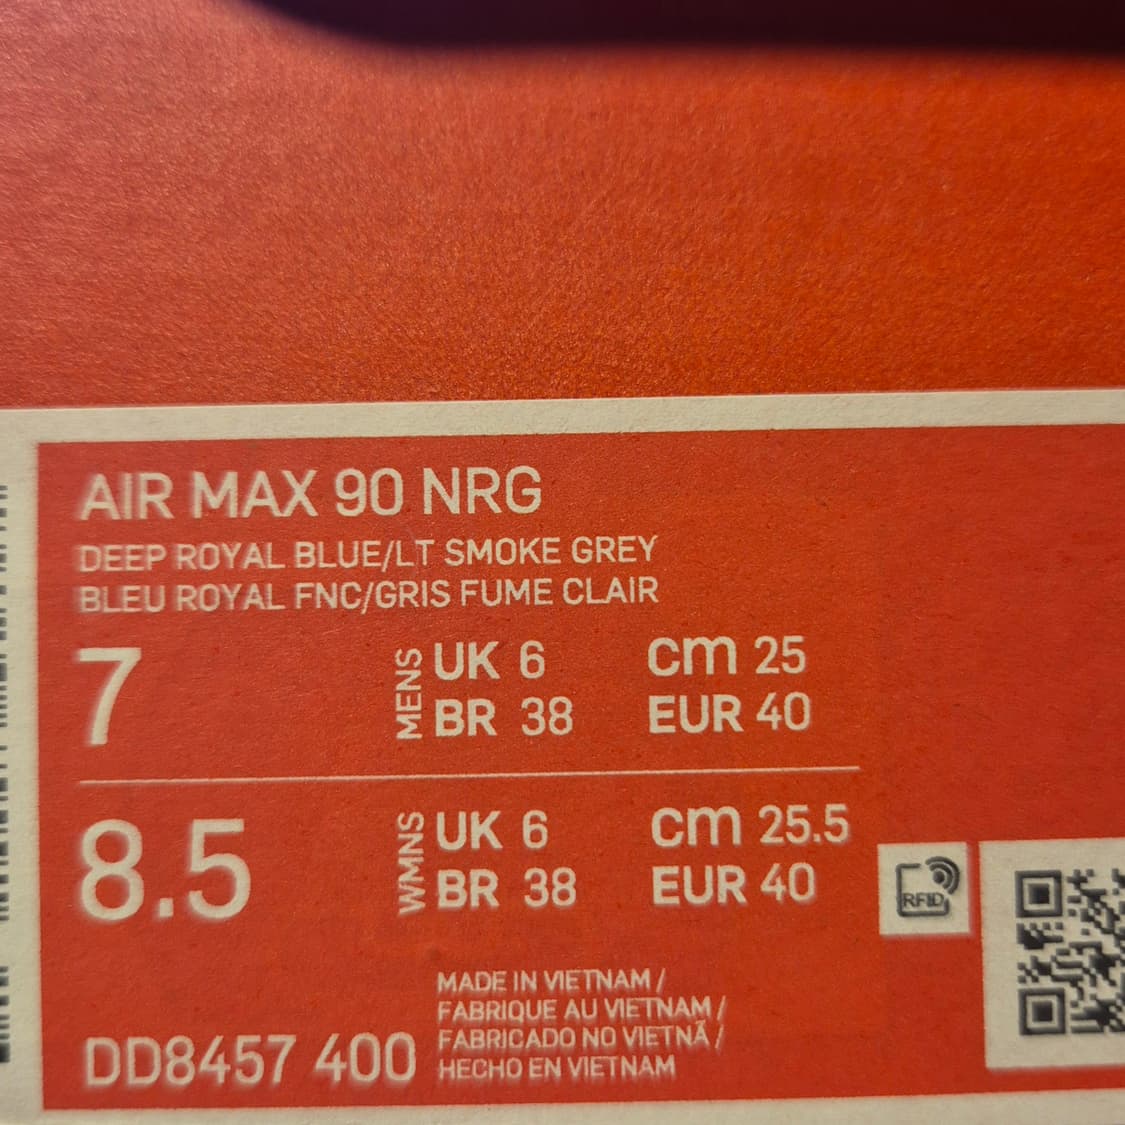 AIR MAX 90 NRG
DEEP ROYAL BLUE/LT SMOKE GREY
BLEU ROYAL FNC/GRIS FUME CLAIR
7
MENS
UK 6 cm 25
BR 38 EUR 40
8.5
WMNS
UK 6 cm 25.5
BR 38 EUR 40
RFID
MADE IN VIETNAM /
FABRIQUE AU VIETNAM /
FABRICADO NO VIETNÃ /
HECHO EN VIETNAM
DD8457 400